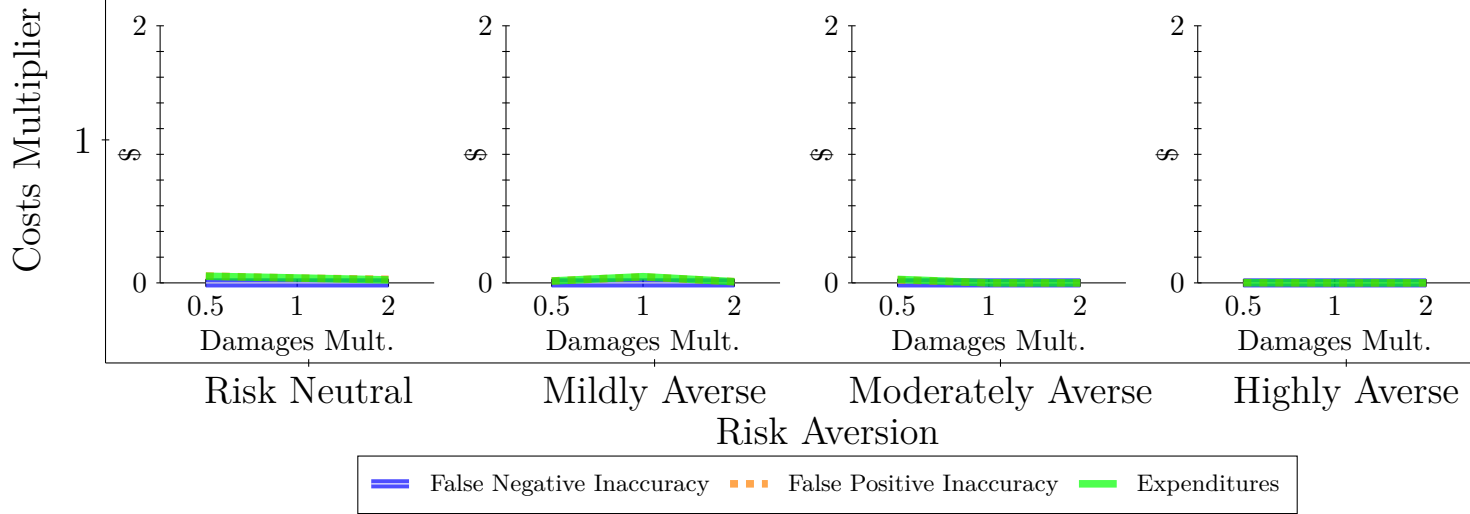 Costs Multiplier
1
2
$
0
0.5 1 2
Damages Mult.
2
$
0
0.5 1 2
Damages Mult.
2
$
0
0.5 1 2
Damages Mult.
2
$
0
0.5 1 2
Damages Mult.
Risk Neutral
Mildly Averse
Moderately Averse
Highly Averse
Risk Aversion
False Negative Inaccuracy
False Positive Inaccuracy
Expenditures